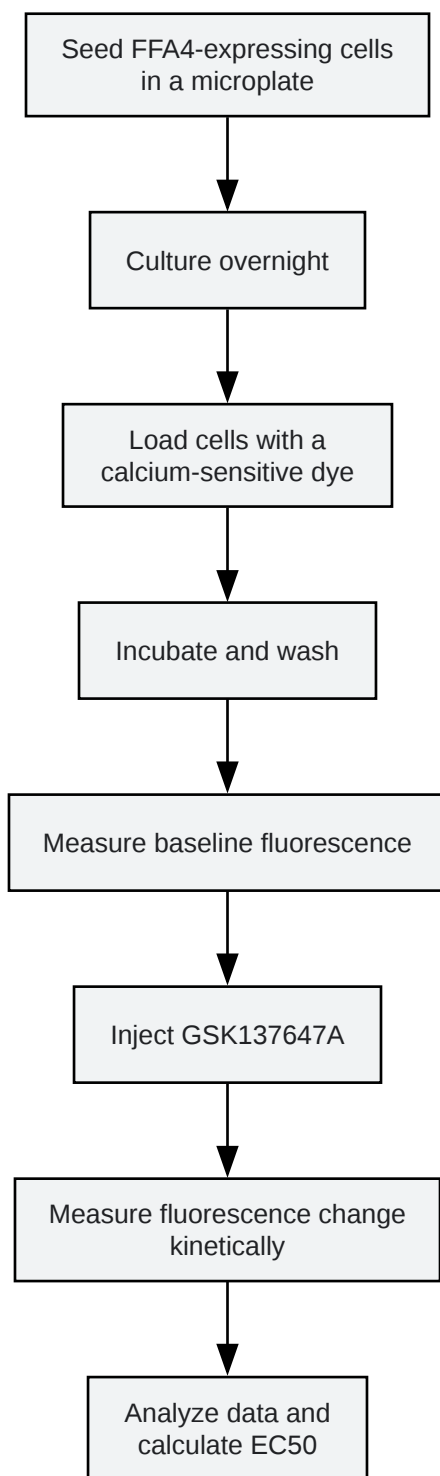 Seed FFA4-expressing cells
in a microplate
Culture overnight
Load cells with a
calcium-sensitive dye
Incubate and wash
Measure baseline fluorescence
Inject GSK137647A
Measure fluorescence change
kinetically
Analyze data and
calculate EC50